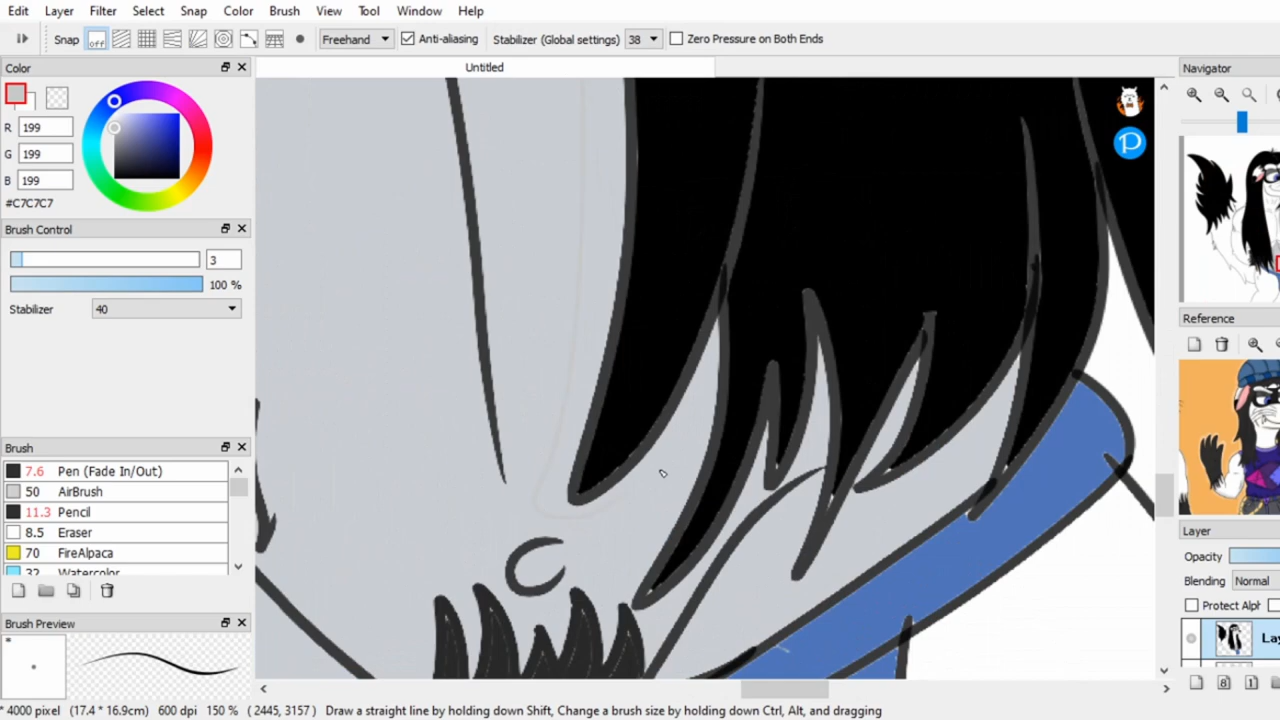 Edit Layer Filter Select Snap Color Brush View Tool Window Help
Snap off Freehand Anti-aliasing Stabilizer (Global settings) 38 Zero Pressure on Both Ends
Color
Untitled
Navigator
R 199
G 199
B 199
#C7C7C7
Brush Control
3
100 %
Stabilizer 40
Reference
Brush
7.6 Pen (Fade In/Out)
50 AirBrush
11.3 Pencil
8.5 Eraser
70 FireAlpaca
32 Watercolor
Layer
Opacity
Blending Normal
Protect Alph
Lay
Brush Preview
* 4000 pixel (17.4 * 16.9cm) 600 dpi 150 % ( 2445, 3157 ) Draw a straight line by holding down Shift, Change a brush size by holding down Ctrl, Alt, and dragging